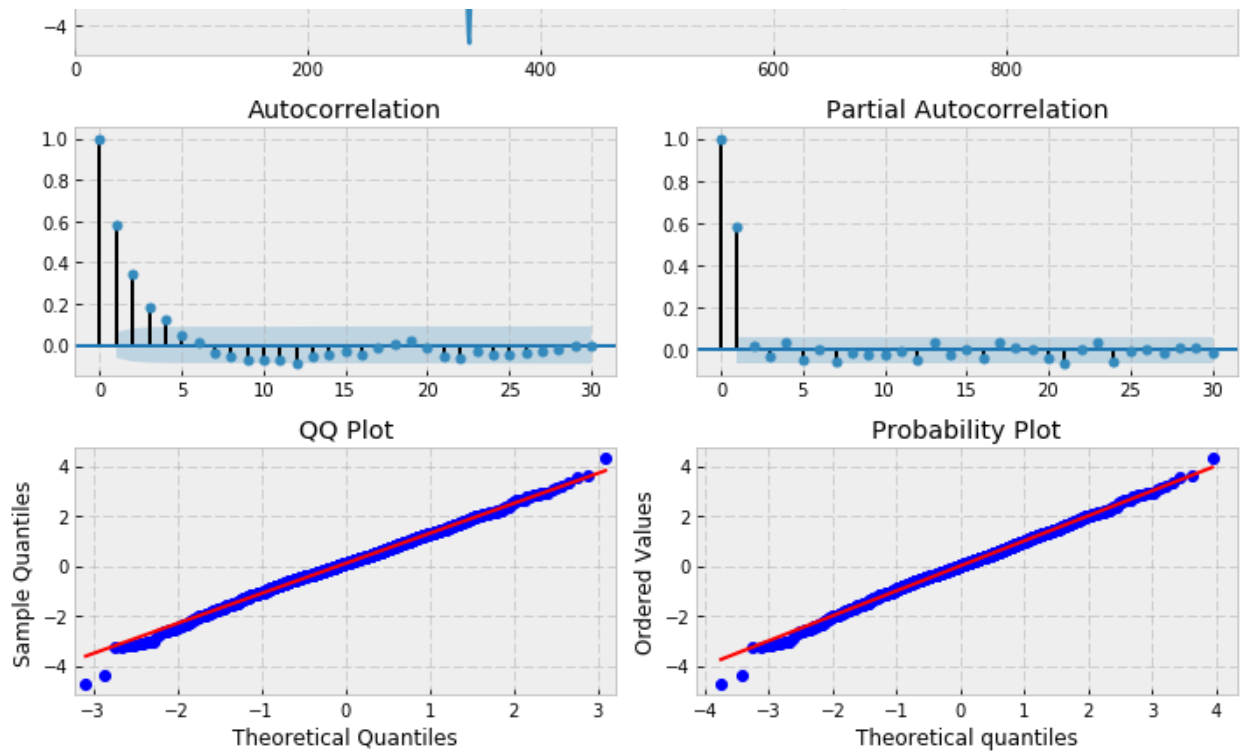 −4
0 200 400 600 800
Autocorrelation
1.0
0.8
0.6
0.4
0.2
0.0
0 5 10 15 20 25 30
Partial Autocorrelation
1.0
0.8
0.6
0.4
0.2
0.0
0 5 10 15 20 25 30
QQ Plot
Sample Quantiles
4
2
0
−2
−4
−3 −2 −1 0 1 2 3
Theoretical Quantiles
Probability Plot
Ordered Values
4
2
0
−2
−4
−4 −3 −2 −1 0 1 2 3 4
Theoretical quantiles